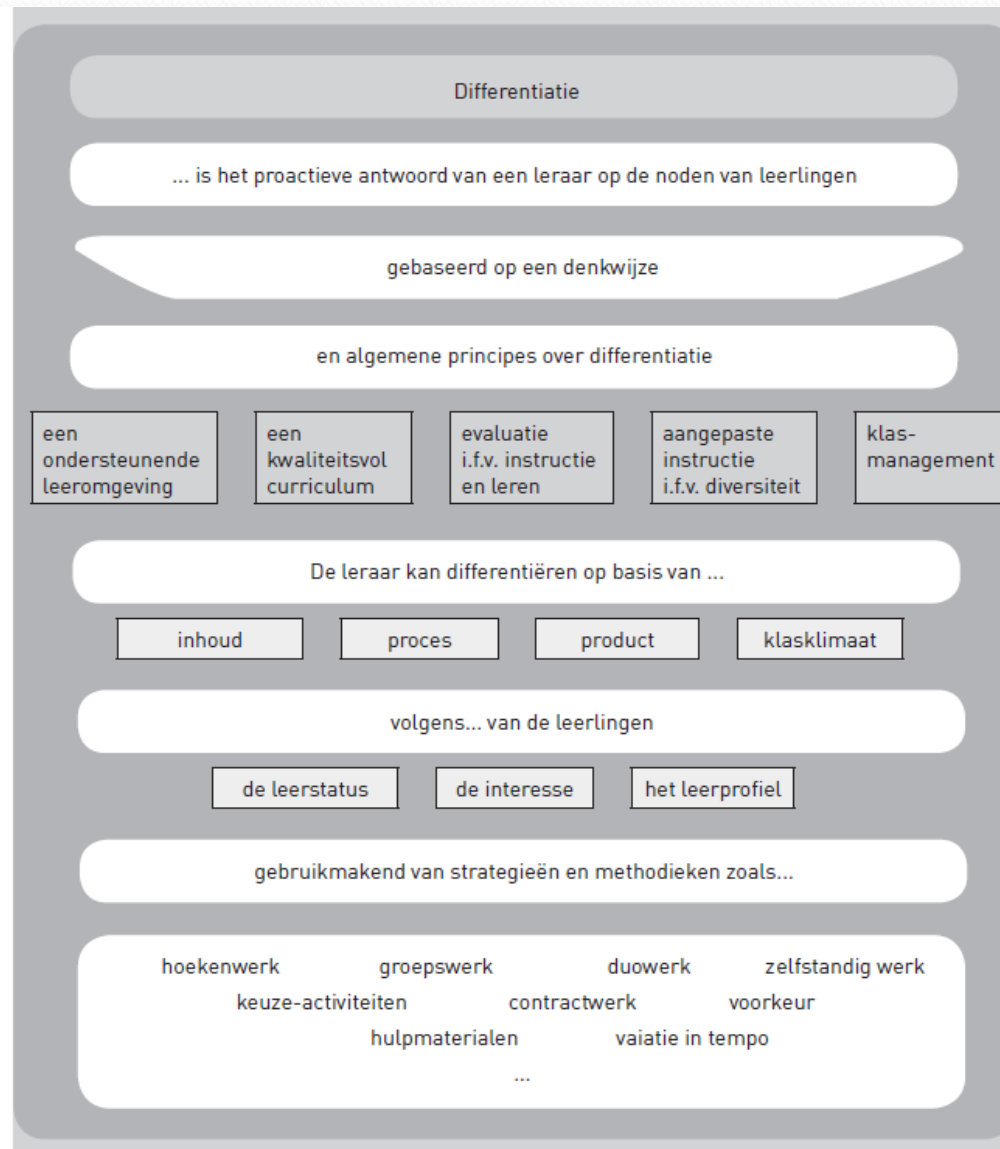 Differentiatie
... is het proactieve antwoord van een leraar op de noden van leerlingen
gebaseerd op een denkwijze
en algemene principes over differentiatie
een
ondersteunende
leeromgeving
een
kwaliteitsvol
curriculum
evaluatie
i.f.v. instructie
en leren
aangepaste
instructie
i.f.v. diversiteit
klas-
management
De leraar kan differentiëren op basis van ...
inhoud proces product klasklimaat
volgens... van de leerlingen
de leerstatus de interesse het leerprofiel
gebruikmakend van strategieën en methodieken zoals...
hoekenwerk groepswerk duowerk zelfstandig werk
keuze-activiteiten contractwerk voorkeur
hulpmaterialen vaiatie in tempo
...